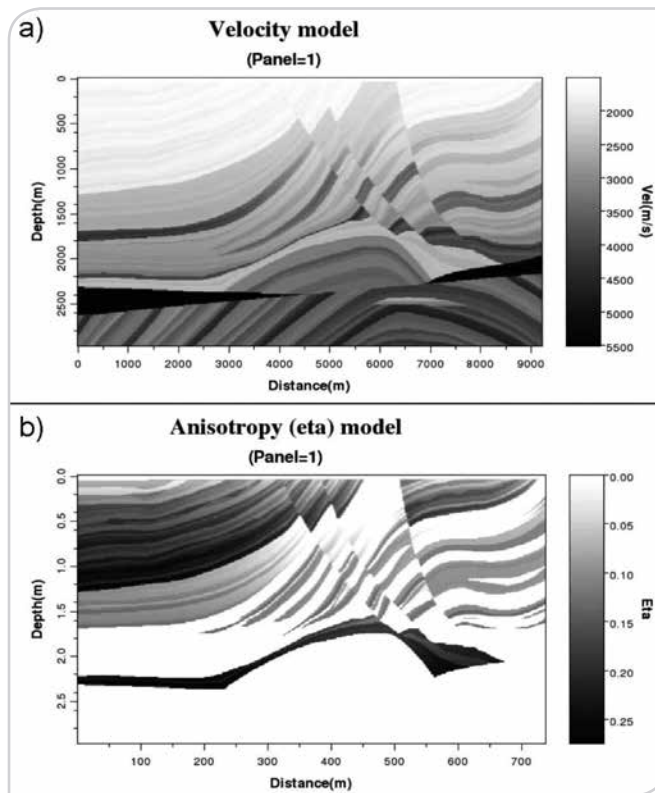 a)
Velocity model
(Panel=1)
0
500
1000
1500
2000
2500
Depth(m)
0 1000 2000 3000 4000 5000 6000 7000 8000 9000
Distance(m)
2000
2500
3000
3500
4000
4500
5000
5500
Vel(m/s)
b)
Anisotropy (eta) model
(Panel=1)
0.0
0.5
1.0
1.5
2.0
2.5
Depth(m)
100 200 300 400 500 600 700
Distance(m)
0.00
0.05
0.10
0.15
0.20
0.25
Eta